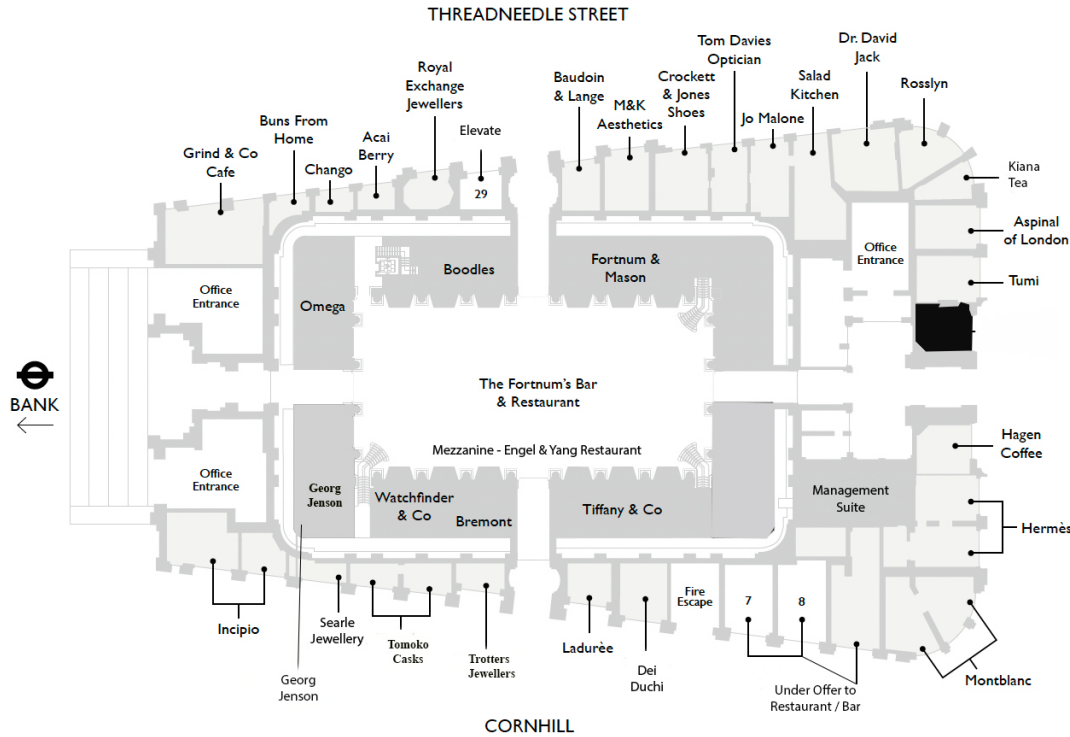 THREADNEEDLE STREET
Tom Davies
Optician
Dr. David
Jack
Royal
Exchange
Jewellers
Baudoin
& Lange
Crockett
& Jones
Shoes
Salad
Kitchen
Rosslyn
M&K
Aesthetics
Jo Malone
Buns From
Home
Acai
Berry
Elevate
Grind & Co
Cafe
Chango
Kiana
Tea
29
Aspinal
of London
Office
Entrance
Boodles
Fortnum &
Mason
Tumi
Office
Entrance
Omega
The Fortnum's Bar
& Restaurant
BANK
Mezzanine - Engel & Yang Restaurant
Hagen
Coffee
Office
Entrance
Georg
Jenson
Watchfinder
& Co
Bremont
Tiffany & Co
Management
Suite
Hermès
Fire
Escape
7
8
Incipio
Searle
Jewellery
Tomoko
Casks
Trotters
Jewellers
Ladurèe
Dei
Duchi
Georg
Jenson
Under Offer to
Restaurant / Bar
Montblanc
CORNHILL